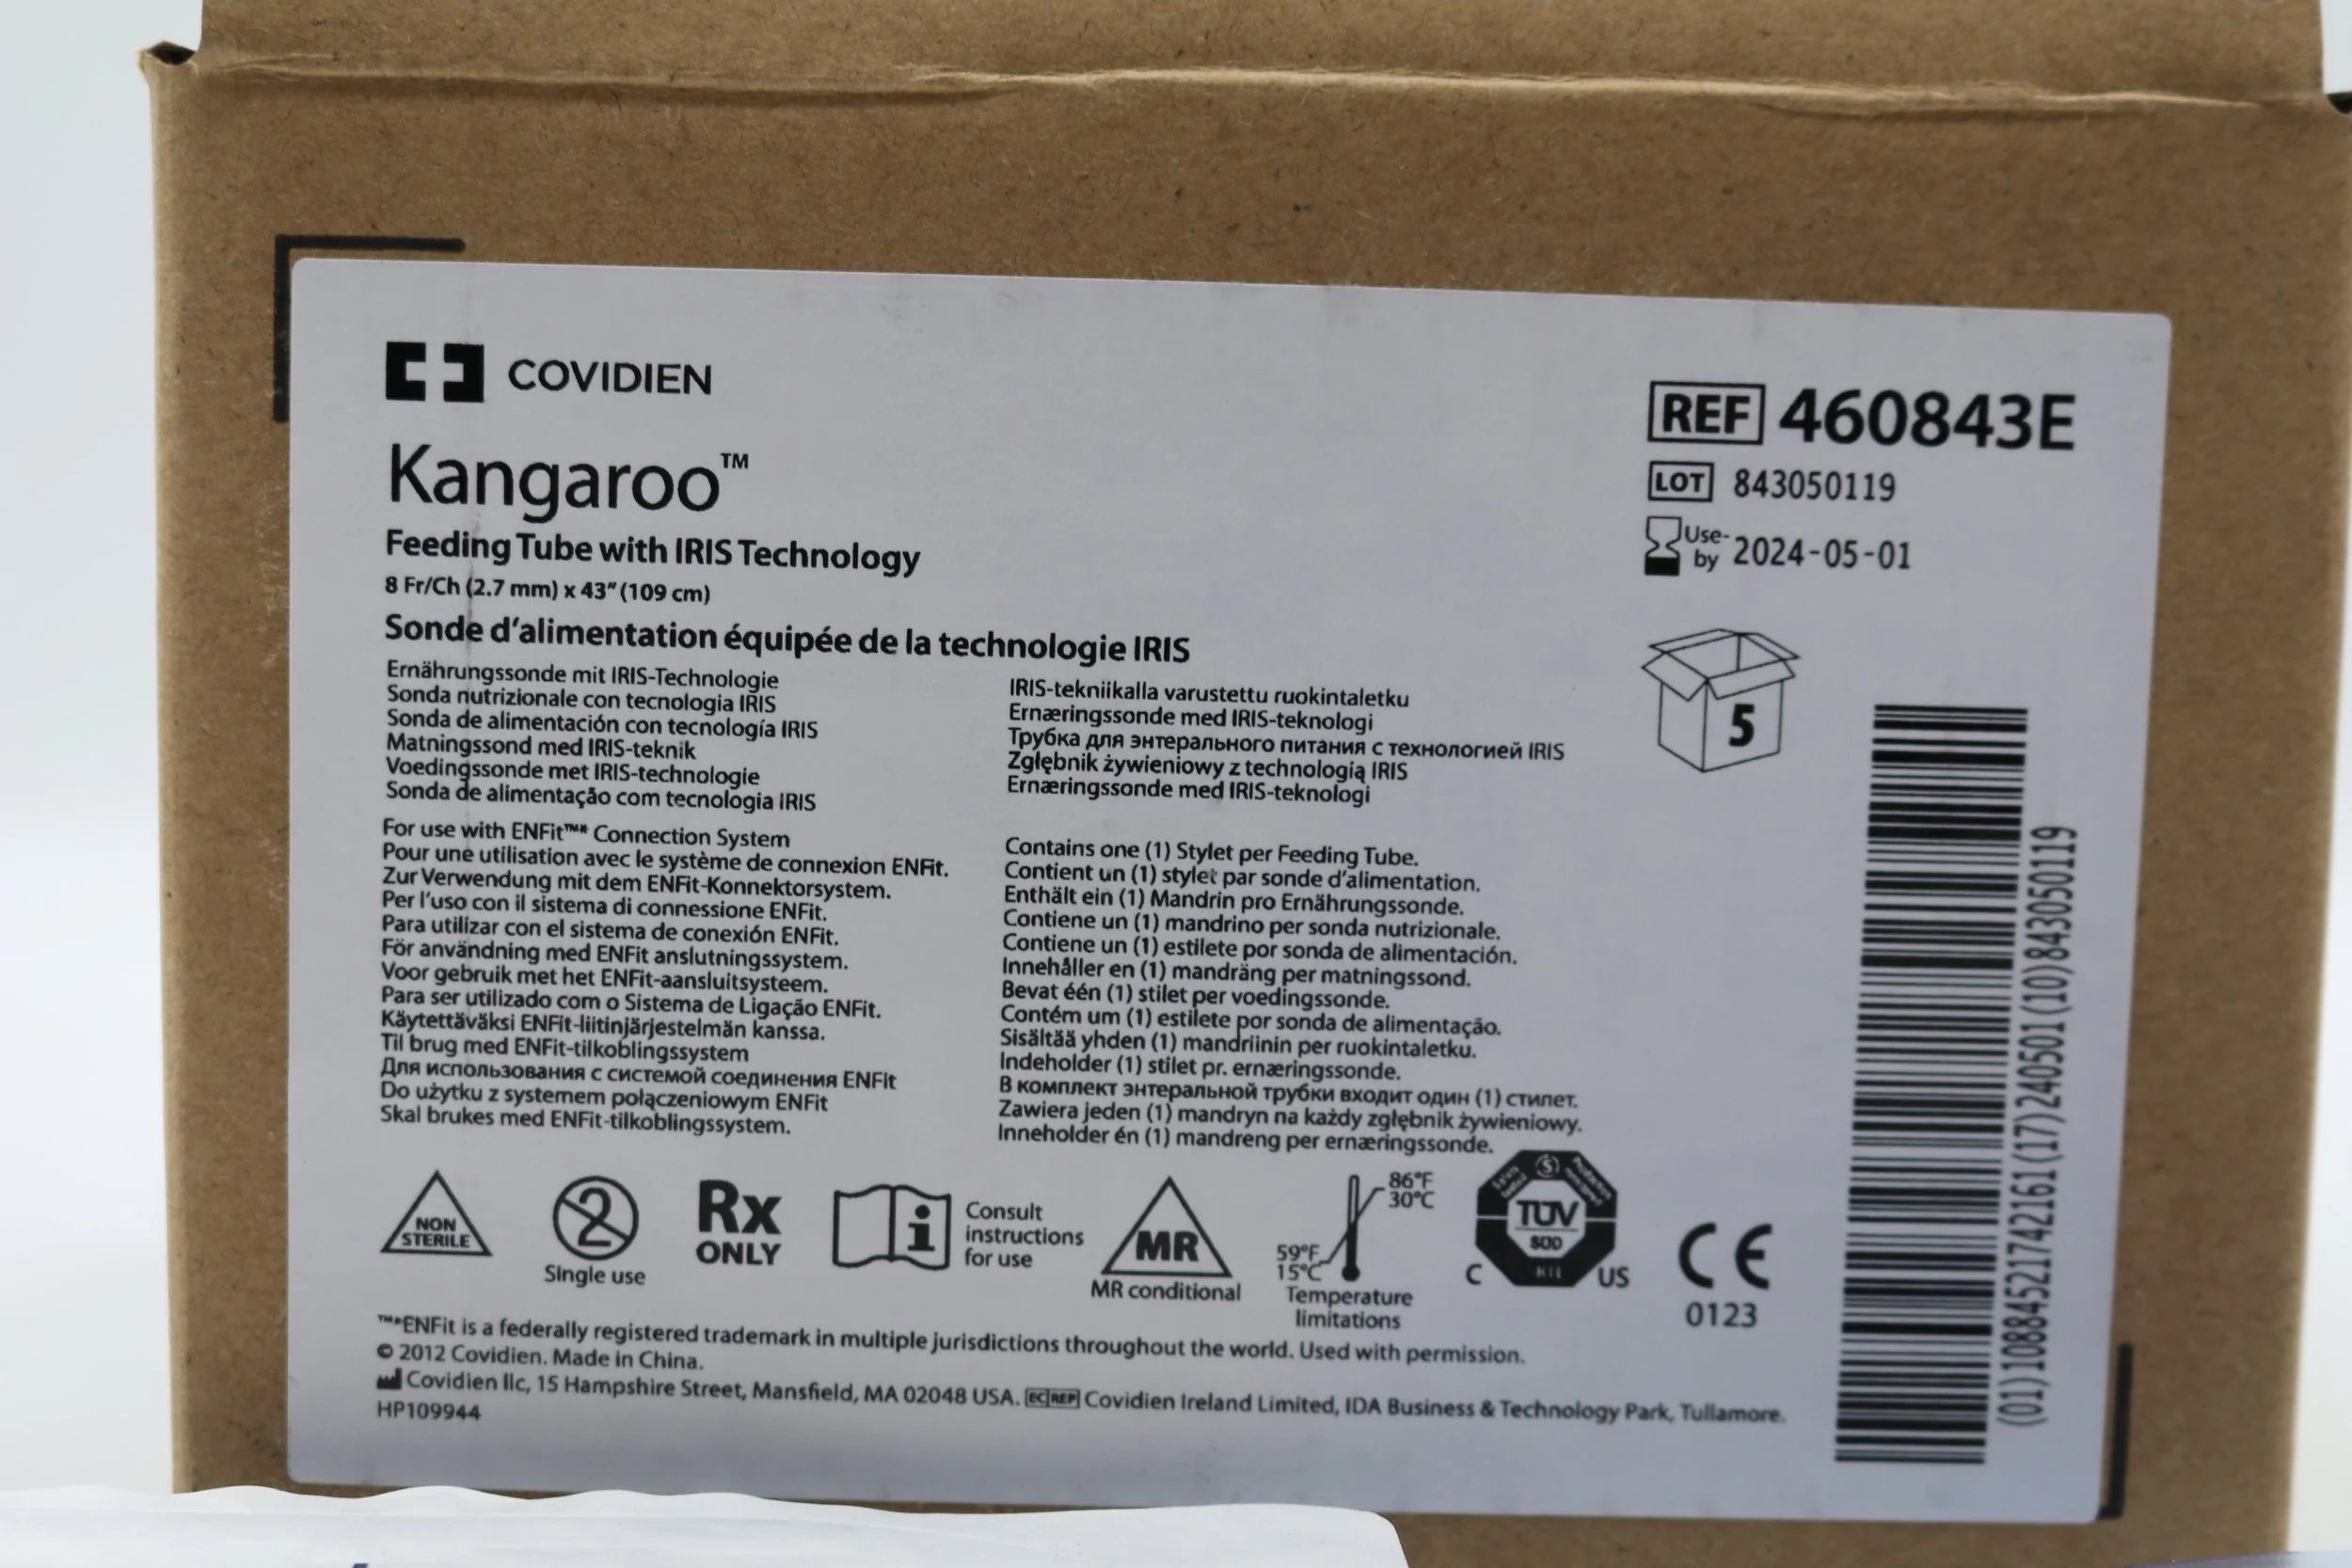 COVIDIEN
Kangaroo™
Feeding Tube with IRIS Technology
8 Fr/Ch (2.7 mm) x 43" (109 cm)
Sonde d'alimentation équipée de la technologie IRIS
Ernährungssonde mit IRIS-Technologie
Sonda nutrizionale con tecnologia IRIS
Sonda de alimentación con tecnología IRIS
Matningssond med IRIS-teknik
Voedingssonde met IRIS-technologie
Sonda de alimentação com tecnologia IRIS
IRIS-tekniikalla varustettu ruokintaletku
Ernæringssonde med IRIS-teknologi
Трубка для энтерального питания с технологией IRIS
Zgłębnik żywieniowy z technologią IRIS
Ernæringssonde med IRIS-teknologi
REF 460843E
LOT 843050119
Use-by 2024-05-01
5
For use with ENFit™* Connection System
Pour une utilisation avec le système de connexion ENFit.
Zur Verwendung mit dem ENFit-Konnektorsystem.
Per l'uso con il sistema di connessione ENFit.
Para utilizar con el sistema de conexión ENFit.
För användning med ENFit anslutningssystem.
Voor gebruik met het ENFit-aansluitsysteem.
Para ser utilizado com o Sistema de Ligação ENFit.
Käytettäväksi ENFit-liitinjärjestelmän kanssa.
Til brug med ENFit-tilkoblingssystem
Для использования с системой соединения ENFit
Do użytku z systemem połączeniowym ENFit
Skal brukes med ENFit-tilkoblingssystem.
Contains one (1) Stylet per Feeding Tube.
Contient un (1) stylet par sonde d'alimentation.
Enthält ein (1) Mandrin pro Ernährungssonde.
Contiene un (1) mandrino per sonda nutrizionale.
Contiene un (1) estilete por sonda de alimentación.
Innehåller en (1) mandräng per matningssond.
Bevat één (1) stilet per voedingssonde.
Contém um (1) estilete por sonda de alimentação.
Sisältää yhden (1) mandriinin per ruokintaletku.
Indeholder (1) stilet pr. ernæringssonde.
В комплект энтеральной трубки входит один (1) стилет.
Zawiera jeden (1) mandryn na każdy zgłębnik żywieniowy.
Inneholder én (1) mandreng per ernæringssonde.
NON
STERILE
2
Single use
Rx
ONLY
i
Consult
instructions
for use
MR
MR conditional
86°F
30°C
59°F
15°C
Temperature
limitations
TÜV
SÜD
C
US
CE
0123
(01)10884521742161(17)240501(10)843050119
™*ENFit is a federally registered trademark in multiple jurisdictions throughout the world. Used with permission.
© 2012 Covidien. Made in China.
Covidien llc, 15 Hampshire Street, Mansfield, MA 02048 USA. EC REP Covidien Ireland Limited, IDA Business & Technology Park, Tullamore.
HP109944